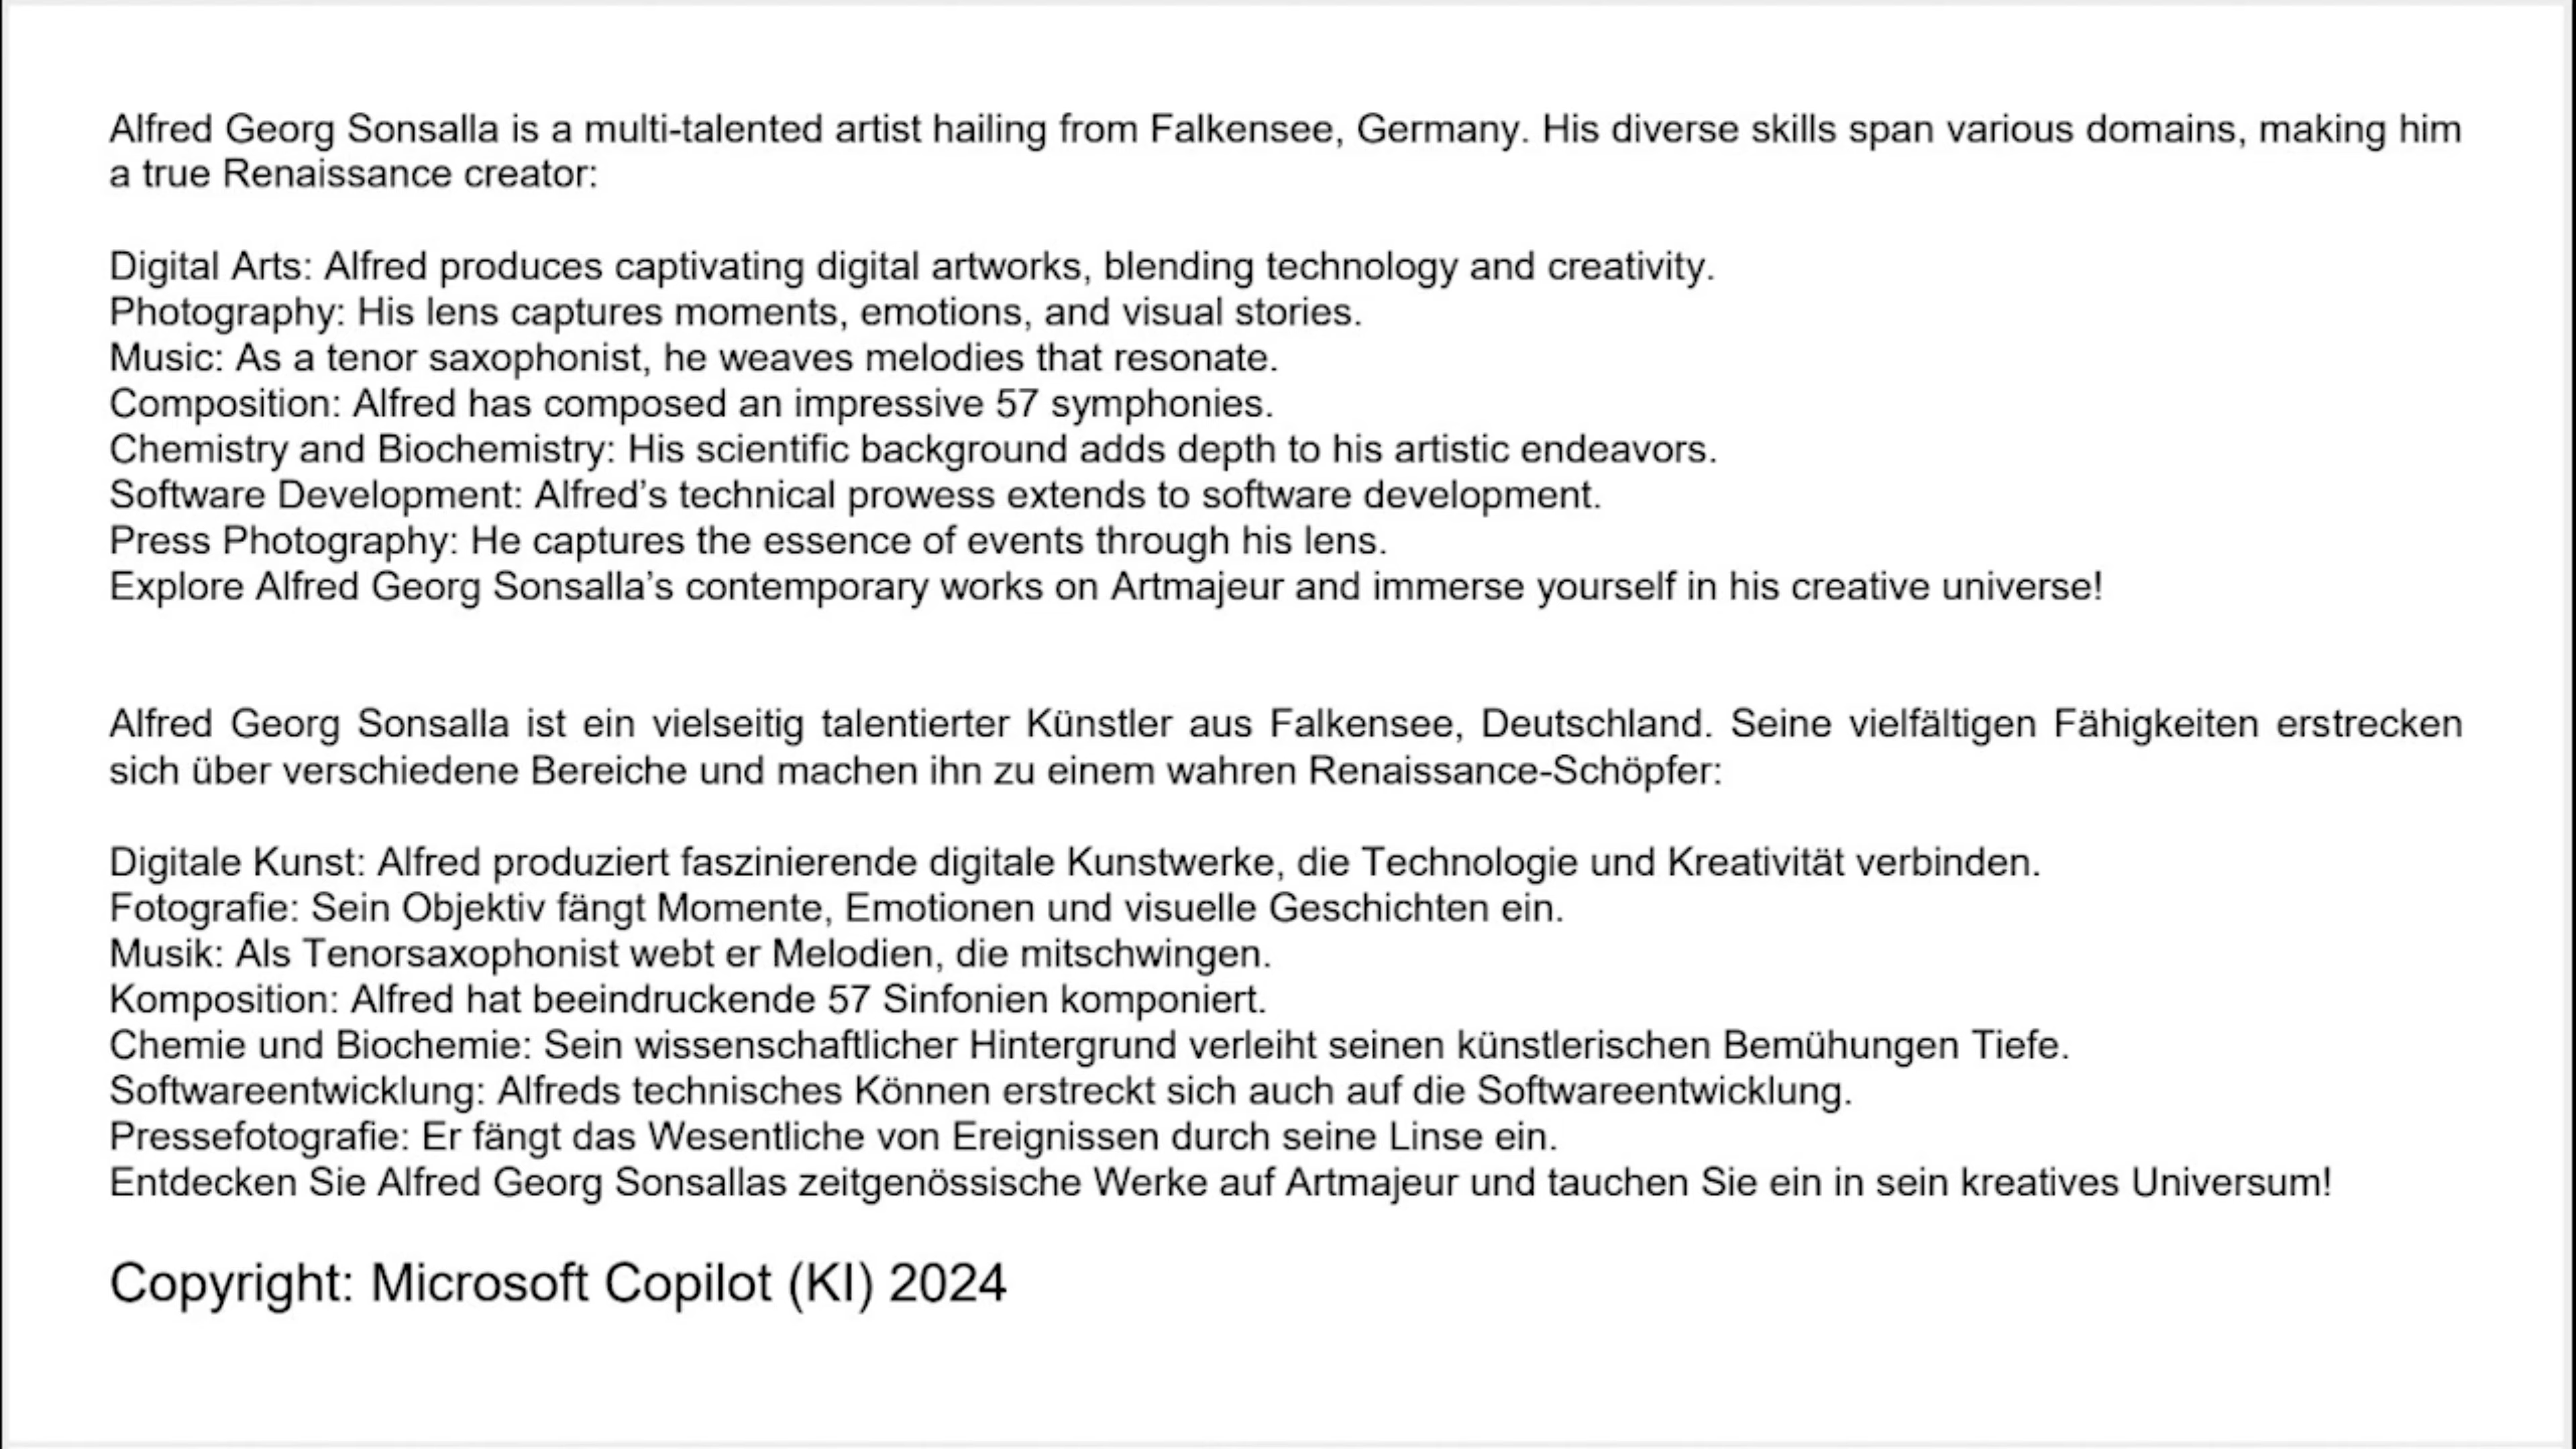 Alfred Georg Sonsalla is a multi-talented artist hailing from Falkensee, Germany. His diverse skills span various domains, making him
a true Renaissance creator:
Digital Arts: Alfred produces captivating digital artworks, blending technology and creativity.
Photography: His lens captures moments, emotions, and visual stories.
Music: As a tenor saxophonist, he weaves melodies that resonate.
Composition: Alfred has composed an impressive 57 symphonies.
Chemistry and Biochemistry: His scientific background adds depth to his artistic endeavors.
Software Development: Alfred’s technical prowess extends to software development.
Press Photography: He captures the essence of events through his lens.
Explore Alfred Georg Sonsalla’s contemporary works on Artmajeur and immerse yourself in his creative universe!
Alfred Georg Sonsalla ist ein vielseitig talentierter Künstler aus Falkensee, Deutschland. Seine vielfältigen Fähigkeiten erstrecken
sich über verschiedene Bereiche und machen ihn zu einem wahren Renaissance-Schöpfer:
Digitale Kunst: Alfred produziert faszinierende digitale Kunstwerke, die Technologie und Kreativität verbinden.
Fotografie: Sein Objektiv fängt Momente, Emotionen und visuelle Geschichten ein.
Musik: Als Tenorsaxophonist webt er Melodien, die mitschwingen.
Komposition: Alfred hat beeindruckende 57 Sinfonien komponiert.
Chemie und Biochemie: Sein wissenschaftlicher Hintergrund verleiht seinen künstlerischen Bemühungen Tiefe.
Softwareentwicklung: Alfreds technisches Können erstreckt sich auch auf die Softwareentwicklung.
Pressefotografie: Er fängt das Wesentliche von Ereignissen durch seine Linse ein.
Entdecken Sie Alfred Georg Sonsallas zeitgenössische Werke auf Artmajeur und tauchen Sie ein in sein kreatives Universum!
Copyright: Microsoft Copilot (KI) 2024